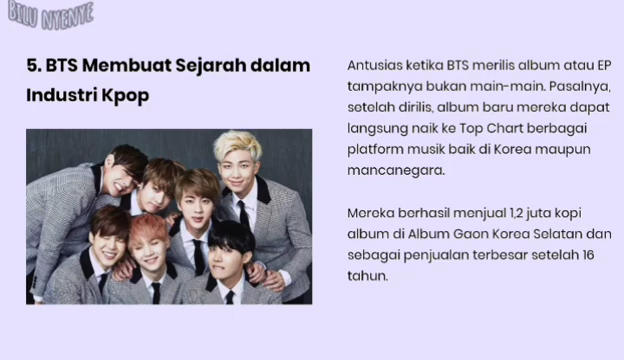 BILU NYENYE
5. BTS Membuat Sejarah dalam
Industri Kpop
Antusias ketika BTS merilis album atau EP
tampaknya bukan main-main. Pasalnya,
setelah dirilis, album baru mereka dapat
langsung naik ke Top Chart berbagai
platform musik baik di Korea maupun
mancanegara.
Mereka berhasil menjual 1,2 juta kopi
album di Album Gaon Korea Selatan dan
sebagai penjualan terbesar setelah 16
tahun.